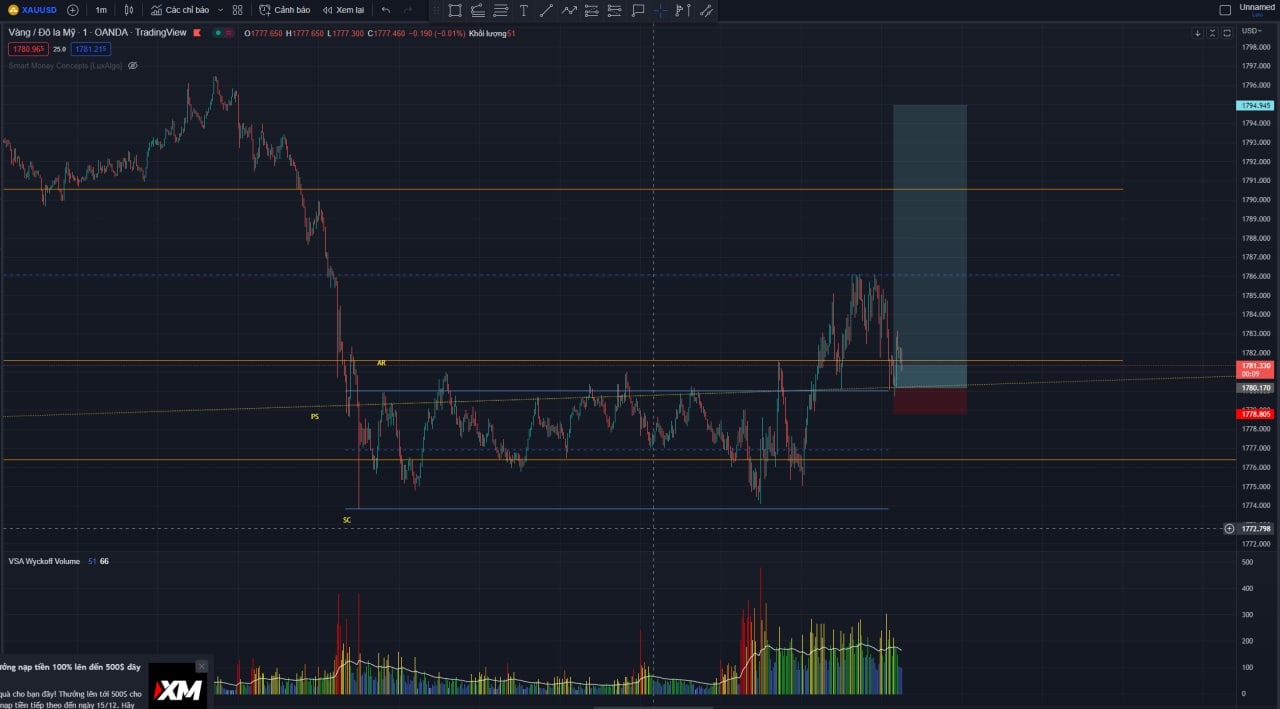 XAUUSD 1m Các chỉ báo Cảnh báo Xem lại Unnamed
Vàng / Đô la Mỹ · 1 · OANDA · TradingView O1777.650 H1777.650 L1777.300 C1777.460 −0.190 (−0.01%) Khối lượng51
USD
1780.965 25.0 1781.215
Smart Money Concepts [LuxAlgo]
1798.000
1797.000
1796.000
1794.945
1794.000
1793.000
1792.000
1791.000
1790.000
1789.000
1788.000
1787.000
1786.000
1785.000
1784.000
1783.000
1782.000
1781.330
00:09
1780.170
1778.805
1778.000
1777.000
1776.000
1775.000
1774.000
1772.798
1772.000
AR
PS
SC
VSA Wyckoff Volume 51 66
500
400
300
200
100
0
ưởng nạp tiền 100% lên đến 500$ đây
quà cho bạn đây! Thưởng lên tới 500$ cho
nạp tiền tiếp theo đến ngày 15/12. Hãy
XM